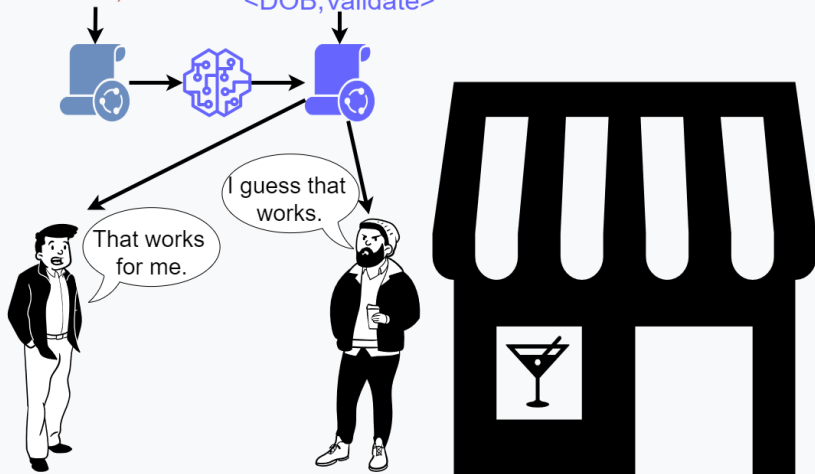 <DOB,Validate>
I guess that
works.
That works
for me.